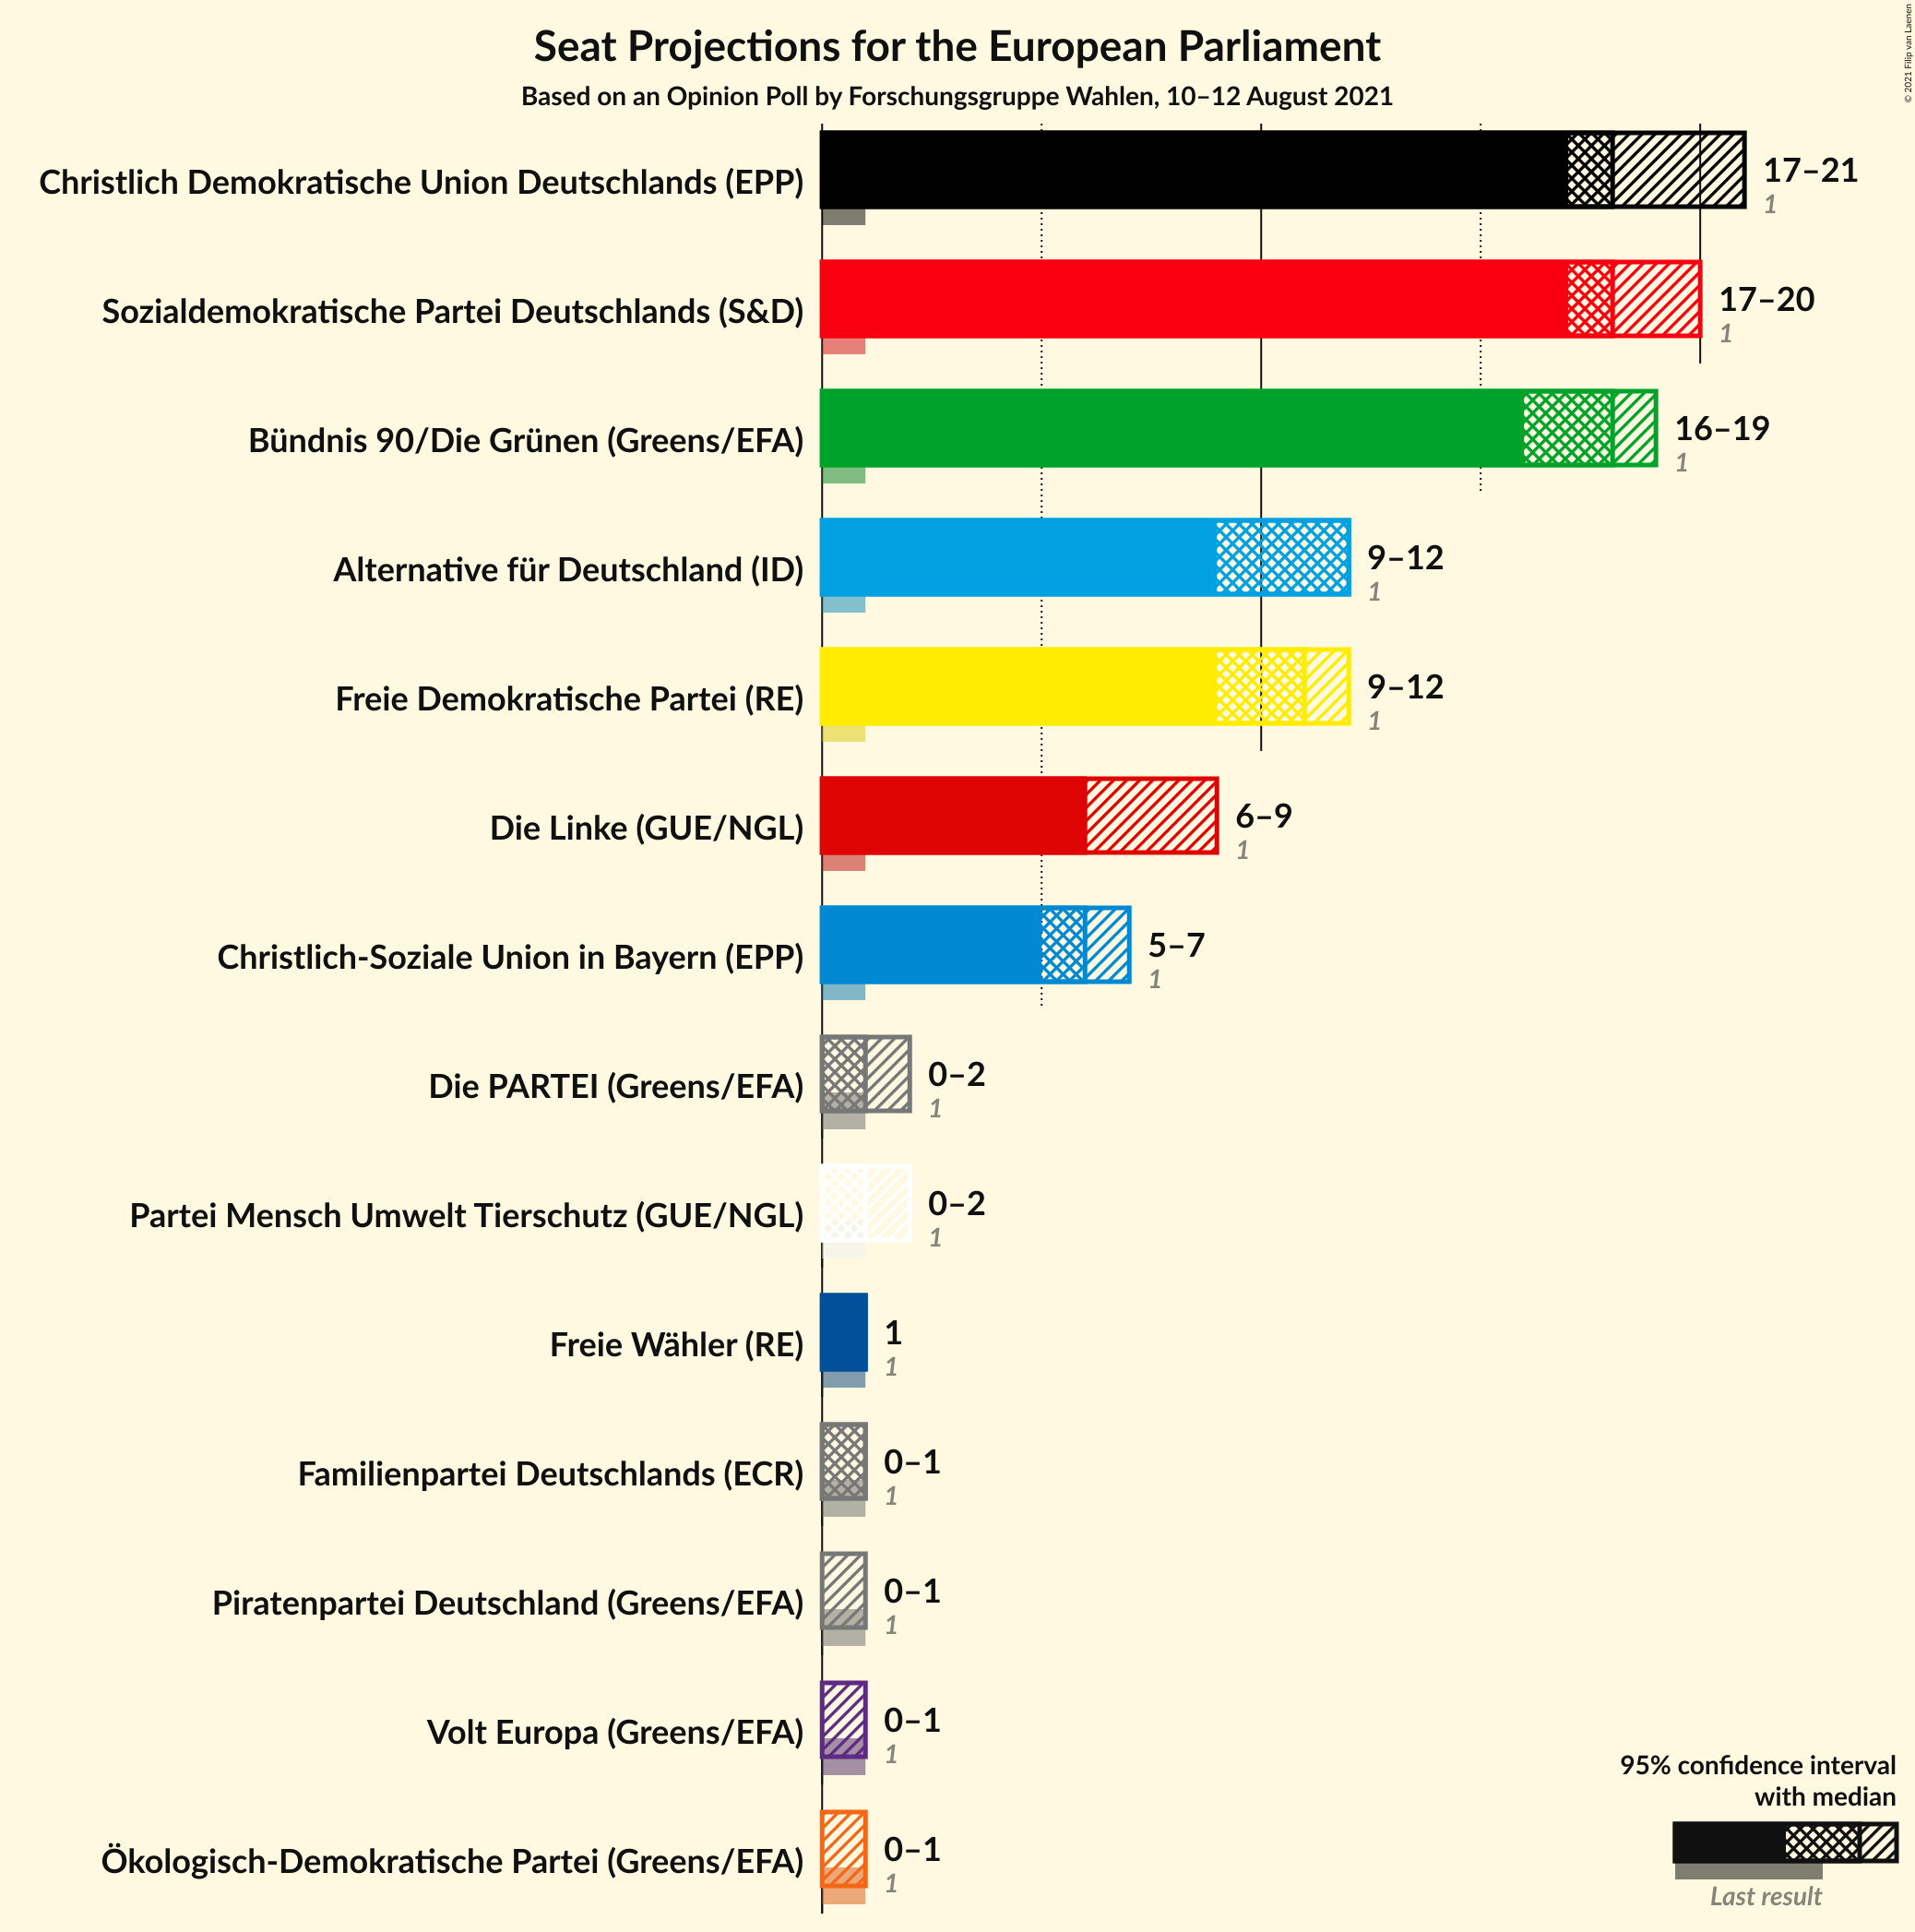 Seat Projections for the European Parliament
Based on an Opinion Poll by Forschungsgruppe Wahlen, 10–12 August 2021
© 2021 Filip van Laenen
Christlich Demokratische Union Deutschlands (EPP)
17–21
1
Sozialdemokratische Partei Deutschlands (S&D)
17–20
1
Bündnis 90/Die Grünen (Greens/EFA)
16–19
1
Alternative für Deutschland (ID)
9–12
1
Freie Demokratische Partei (RE)
9–12
1
Die Linke (GUE/NGL)
6–9
1
Christlich-Soziale Union in Bayern (EPP)
5–7
1
Die PARTEI (Greens/EFA)
0–2
1
Partei Mensch Umwelt Tierschutz (GUE/NGL)
0–2
1
Freie Wähler (RE)
1
1
Familienpartei Deutschlands (ECR)
0–1
1
Piratenpartei Deutschland (Greens/EFA)
0–1
1
Volt Europa (Greens/EFA)
0–1
1
Ökologisch-Demokratische Partei (Greens/EFA)
0–1
1
95% confidence interval
with median
Last result